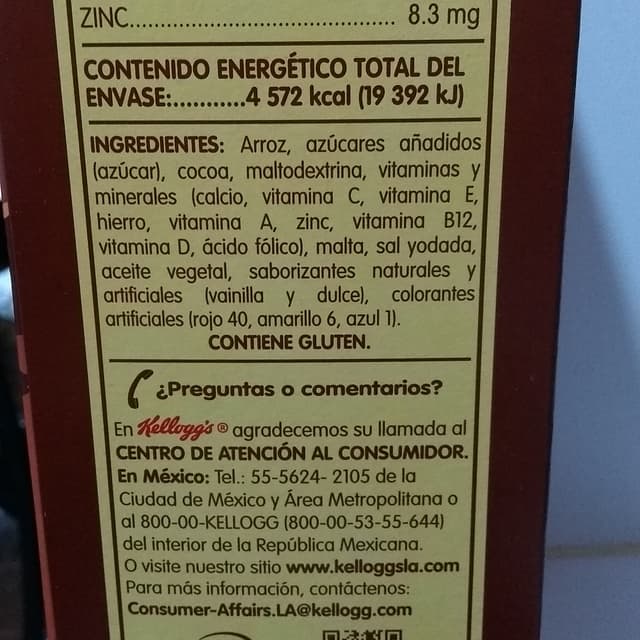 ZINC...................................... 8.3 mg
CONTENIDO ENERGÉTICO TOTAL DEL
ENVASE:...........4 572 kcal (19 392 kJ)
INGREDIENTES: Arroz, azúcares añadidos
(azúcar), cocoa, maltodextrina, vitaminas y
minerales (calcio, vitamina C, vitamina E,
hierro, vitamina A, zinc, vitamina B12,
vitamina D, ácido fólico), malta, sal yodada,
aceite vegetal, saborizantes naturales y
artificiales (vainilla y dulce), colorantes
artificiales (rojo 40, amarillo 6, azul 1).
CONTIENE GLUTEN.
¿Preguntas o comentarios?
En Kellogg's® agradecemos su llamada al
CENTRO DE ATENCIÓN AL CONSUMIDOR.
En México: Tel.: 55-5624- 2105 de la
Ciudad de México y Área Metropolitana o
al 800-00-KELLOGG (800-00-53-55-644)
del interior de la República Mexicana.
O visite nuestro sitio www.kelloggsla.com
Para más información, contáctenos:
Consumer-Affairs.LA@kellogg.com